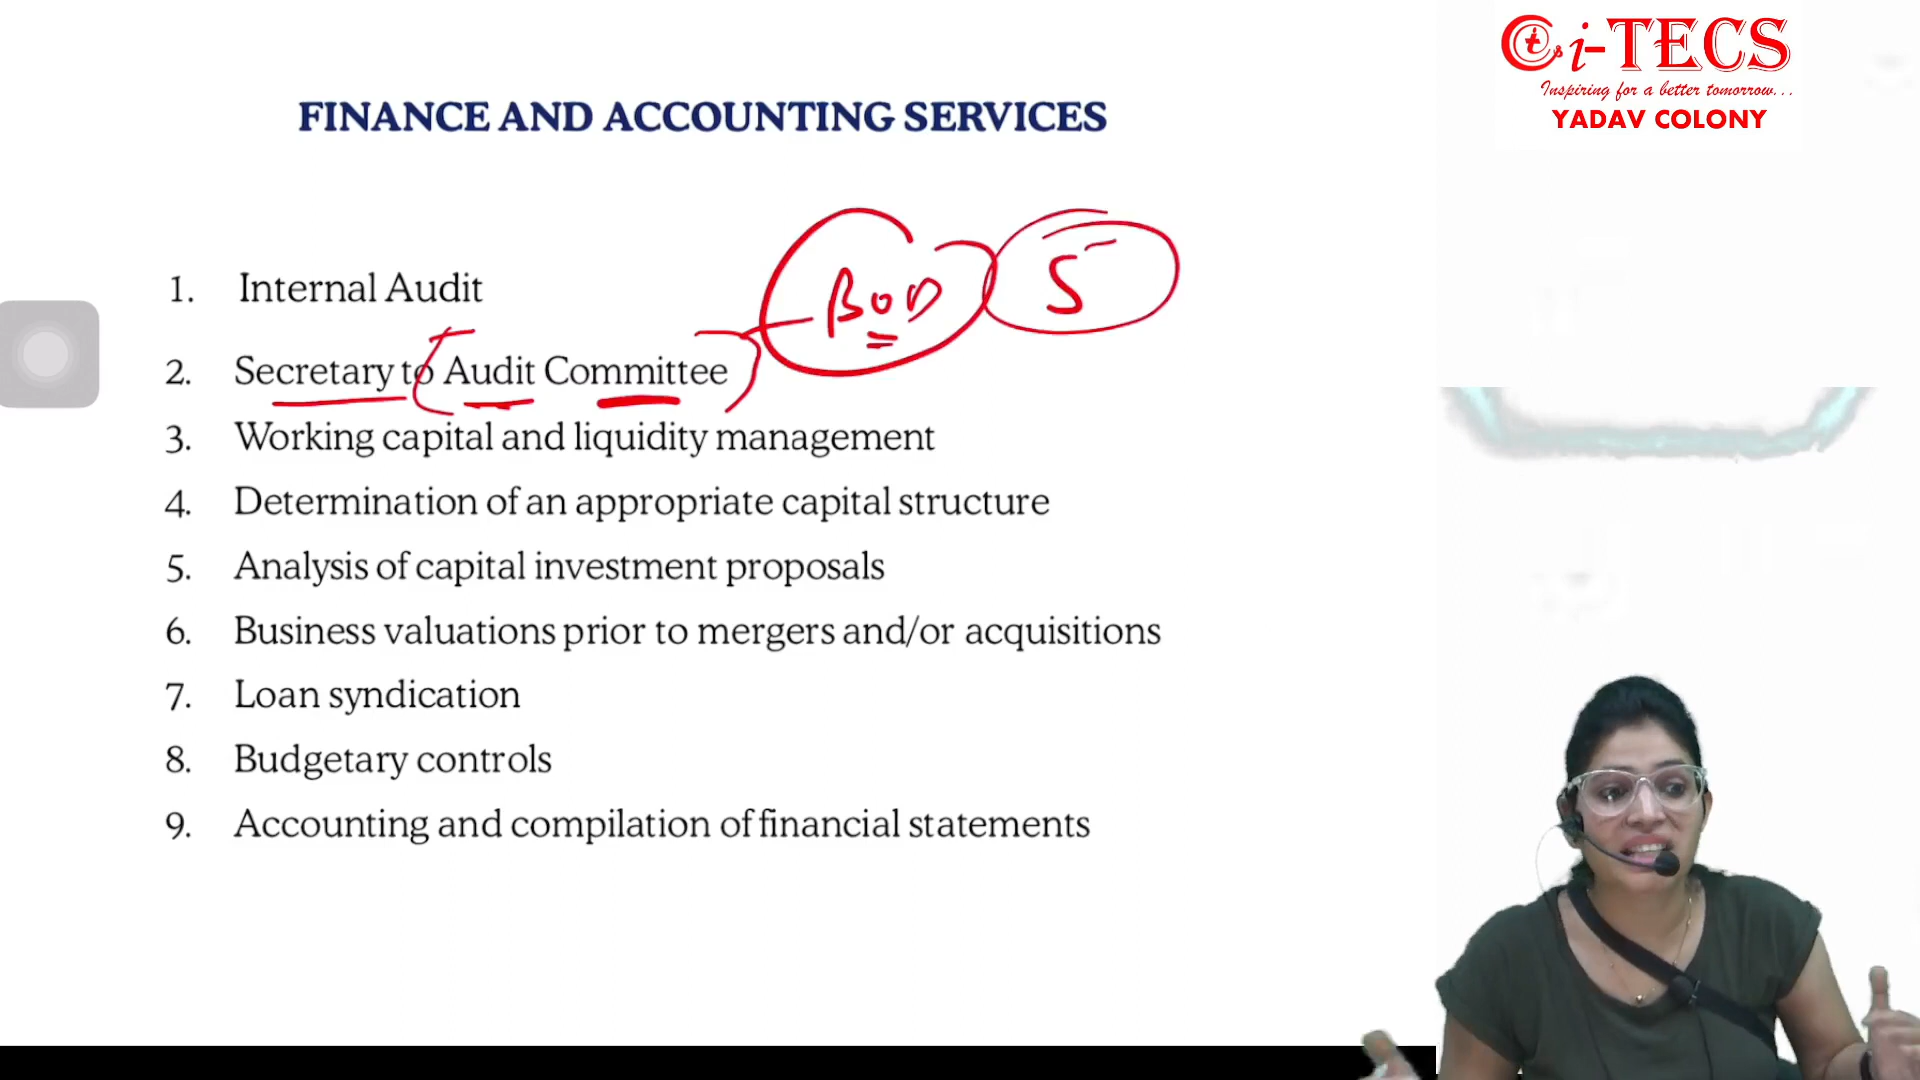 i-TECS
Inspiring for a better tomorrow...
YADAV COLONY
FINANCE AND ACCOUNTING SERVICES
BOD
5
1. Internal Audit
2. Secretary to Audit Committee
3. Working capital and liquidity management
4. Determination of an appropriate capital structure
5. Analysis of capital investment proposals
6. Business valuations prior to mergers and/or acquisitions
7. Loan syndication
8. Budgetary controls
9. Accounting and compilation of financial statements